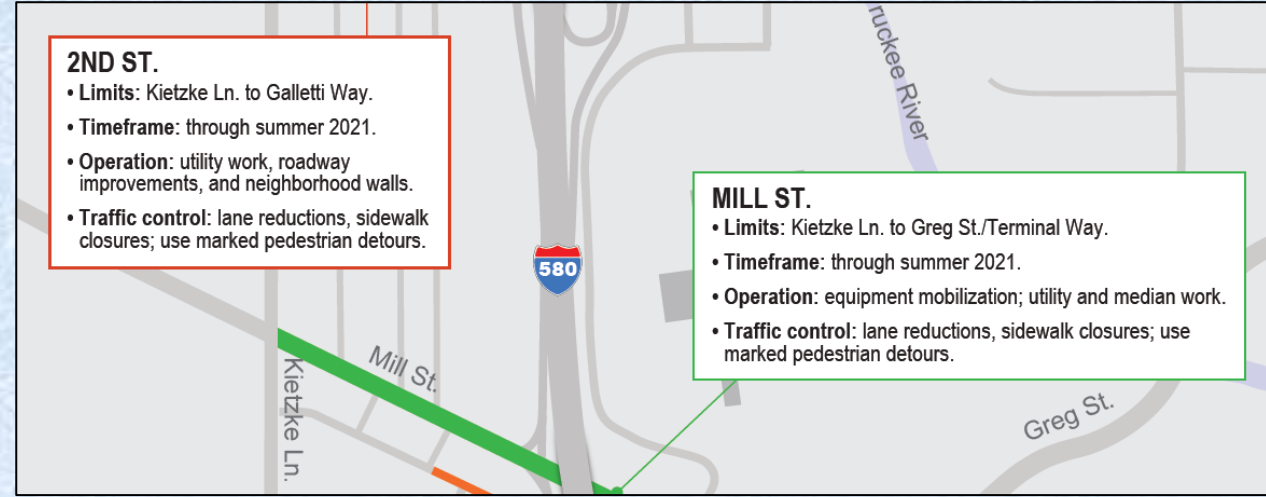 2ND ST.
• Limits: Kietzke Ln. to Galletti Way.
• Timeframe: through summer 2021.
• Operation: utility work, roadway
improvements, and neighborhood walls.
• Traffic control: lane reductions, sidewalk
closures; use marked pedestrian detours.
ruckee River
MILL ST.
• Limits: Kietzke Ln. to Greg St./Terminal Way.
• Timeframe: through summer 2021.
• Operation: equipment mobilization; utility and median work.
• Traffic control: lane reductions, sidewalk closures; use
marked pedestrian detours.
580
Mill St.
Kietzke Ln.
Greg St.